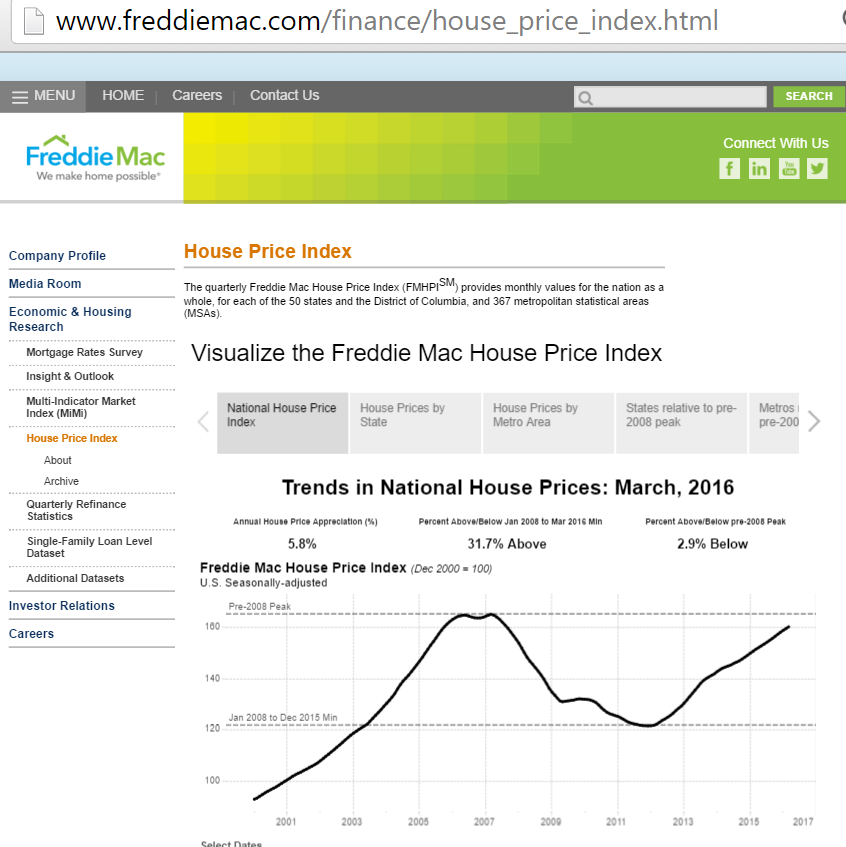 www.freddiemac.com/finance/house_price_index.html
MENU HOME Careers Contact Us SEARCH
Freddie Mac
We make home possible®
Connect With Us
f in You Tube
Company Profile
Media Room
Economic & Housing
Research
Mortgage Rates Survey
Insight & Outlook
Multi-Indicator Market
Index (MiMi)
House Price Index
About
Archive
Quarterly Refinance
Statistics
Single-Family Loan Level
Dataset
Additional Datasets
Investor Relations
Careers
House Price Index
The quarterly Freddie Mac House Price Index (FMHPI SM) provides monthly values for the nation as a
whole, for each of the 50 states and the District of Columbia, and 367 metropolitan statistical areas
(MSAs).
Visualize the Freddie Mac House Price Index
National House Price
Index
House Prices by
State
House Prices by
Metro Area
States relative to pre-
2008 peak
Metros
pre-200
Trends in National House Prices: March, 2016
Annual House Price Appreciation (%) Percent Above/Below Jan 2008 to Mar 2016 Min Percent Above/Below pre-2008 Peak
5.8% 31.7% Above 2.9% Below
Freddie Mac House Price Index (Dec 2000 = 100)
U.S. Seasonally-adjusted
Pre-2008 Peak
160
140
Jan 2008 to Dec 2015 Min
120
100
2001 2003 2005 2007 2009 2011 2013 2015 2017
Select Dates